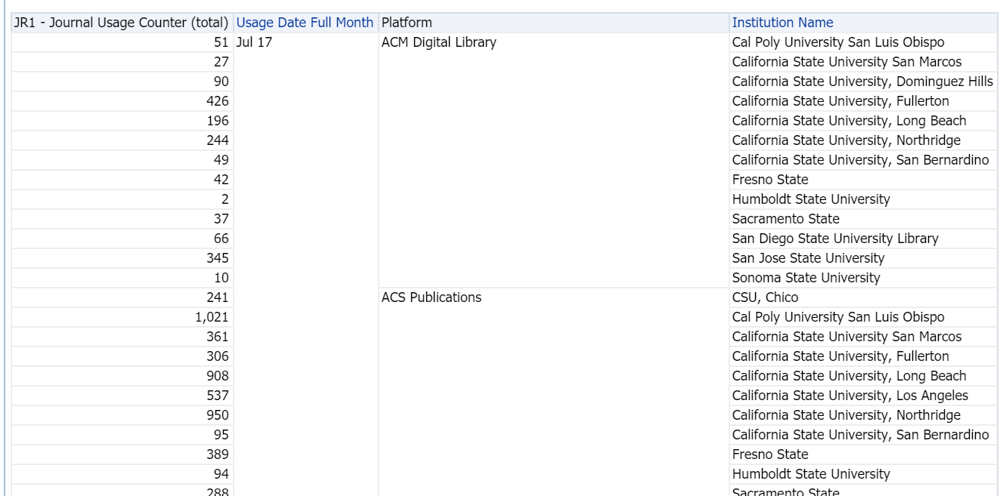 JR1 - Journal Usage Counter (total) Usage Date Full Month Platform Institution Name
51 Jul 17 ACM Digital Library Cal Poly University San Luis Obispo
27 California State University San Marcos
90 California State University, Dominguez Hills
426 California State University, Fullerton
196 California State University, Long Beach
244 California State University, Northridge
49 California State University, San Bernardino
42 Fresno State
2 Humboldt State University
37 Sacramento State
66 San Diego State University Library
345 San Jose State University
10 Sonoma State University
241 ACS Publications CSU, Chico
1,021 Cal Poly University San Luis Obispo
361 California State University San Marcos
306 California State University, Fullerton
908 California State University, Long Beach
537 California State University, Los Angeles
950 California State University, Northridge
95 California State University, San Bernardino
389 Fresno State
94 Humboldt State University
288 Sacramento State